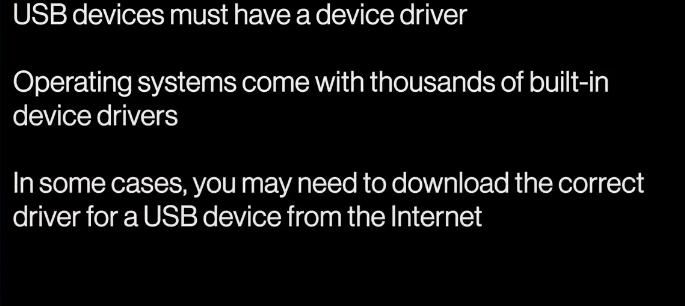 USB devices must have a device driver
Operating systems come with thousands of built-in
device drivers
In some cases, you may need to download the correct
driver for a USB device from the Internet